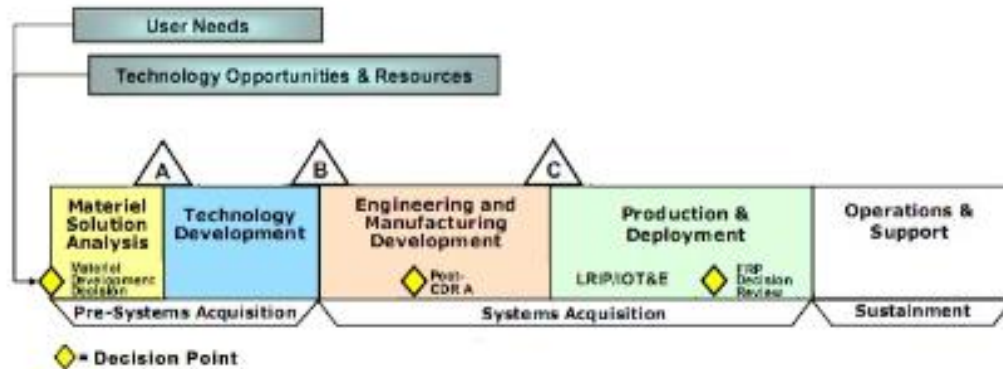 User Needs
Technology Opportunities & Resources
A
B
C
Materiel
Solution
Analysis
Materiel
Development
Decision
Technology
Development
Engineering and
Manufacturing
Development
Post-
CDR A
Production &
Deployment
LRIP/IOT&E
FRP
Decision
Review
Operations &
Support
Pre-Systems Acquisition
Systems Acquisition
Sustainment
= Decision Point